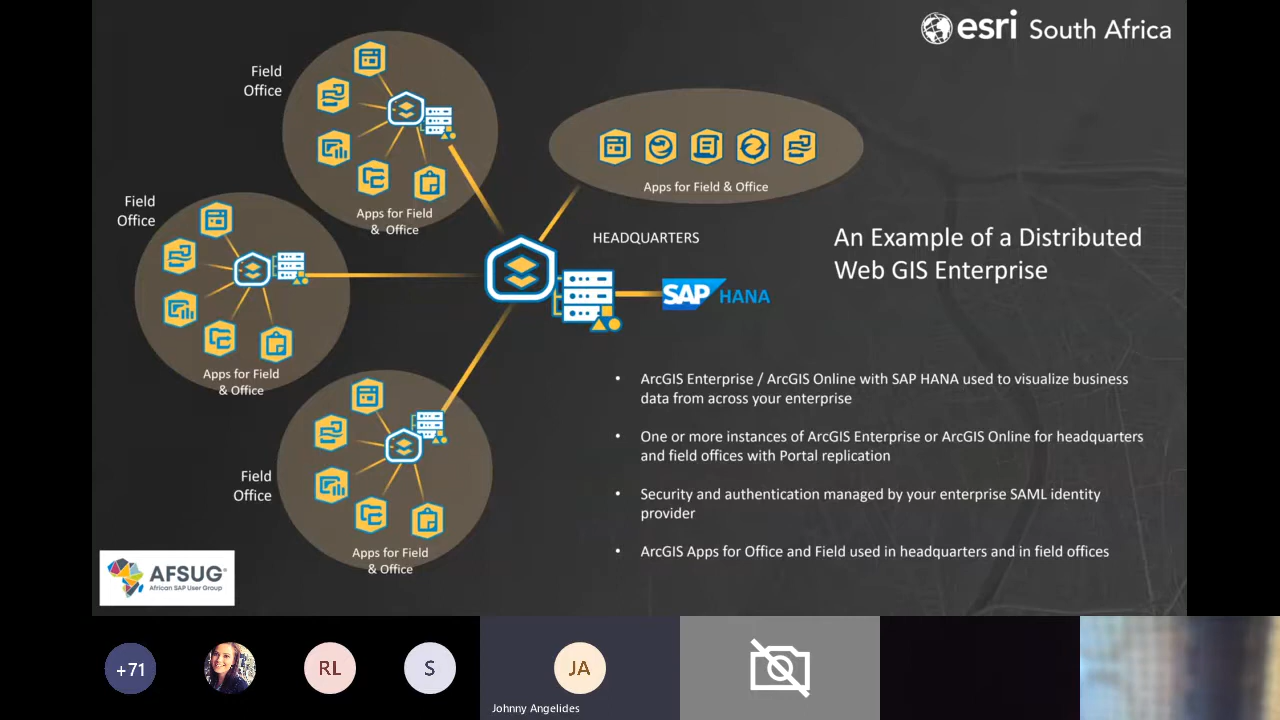 esri South Africa
Field
Office
Apps for Field
& Office
Field
Office
Apps for Field
& Office
Field
Office
Apps for Field
& Office
Apps for Field & Office
HEADQUARTERS
SAP HANA
An Example of a Distributed
Web GIS Enterprise
• ArcGIS Enterprise / ArcGIS Online with SAP HANA used to visualize business
data from across your enterprise
• One or more instances of ArcGIS Enterprise or ArcGIS Online for headquarters
and field offices with Portal replication
• Security and authentication managed by your enterprise SAML identity
provider
• ArcGIS Apps for Office and Field used in headquarters and in field offices
AFSUG
African SAP User Group
+71
RL
S
JA
Johnny Angelides